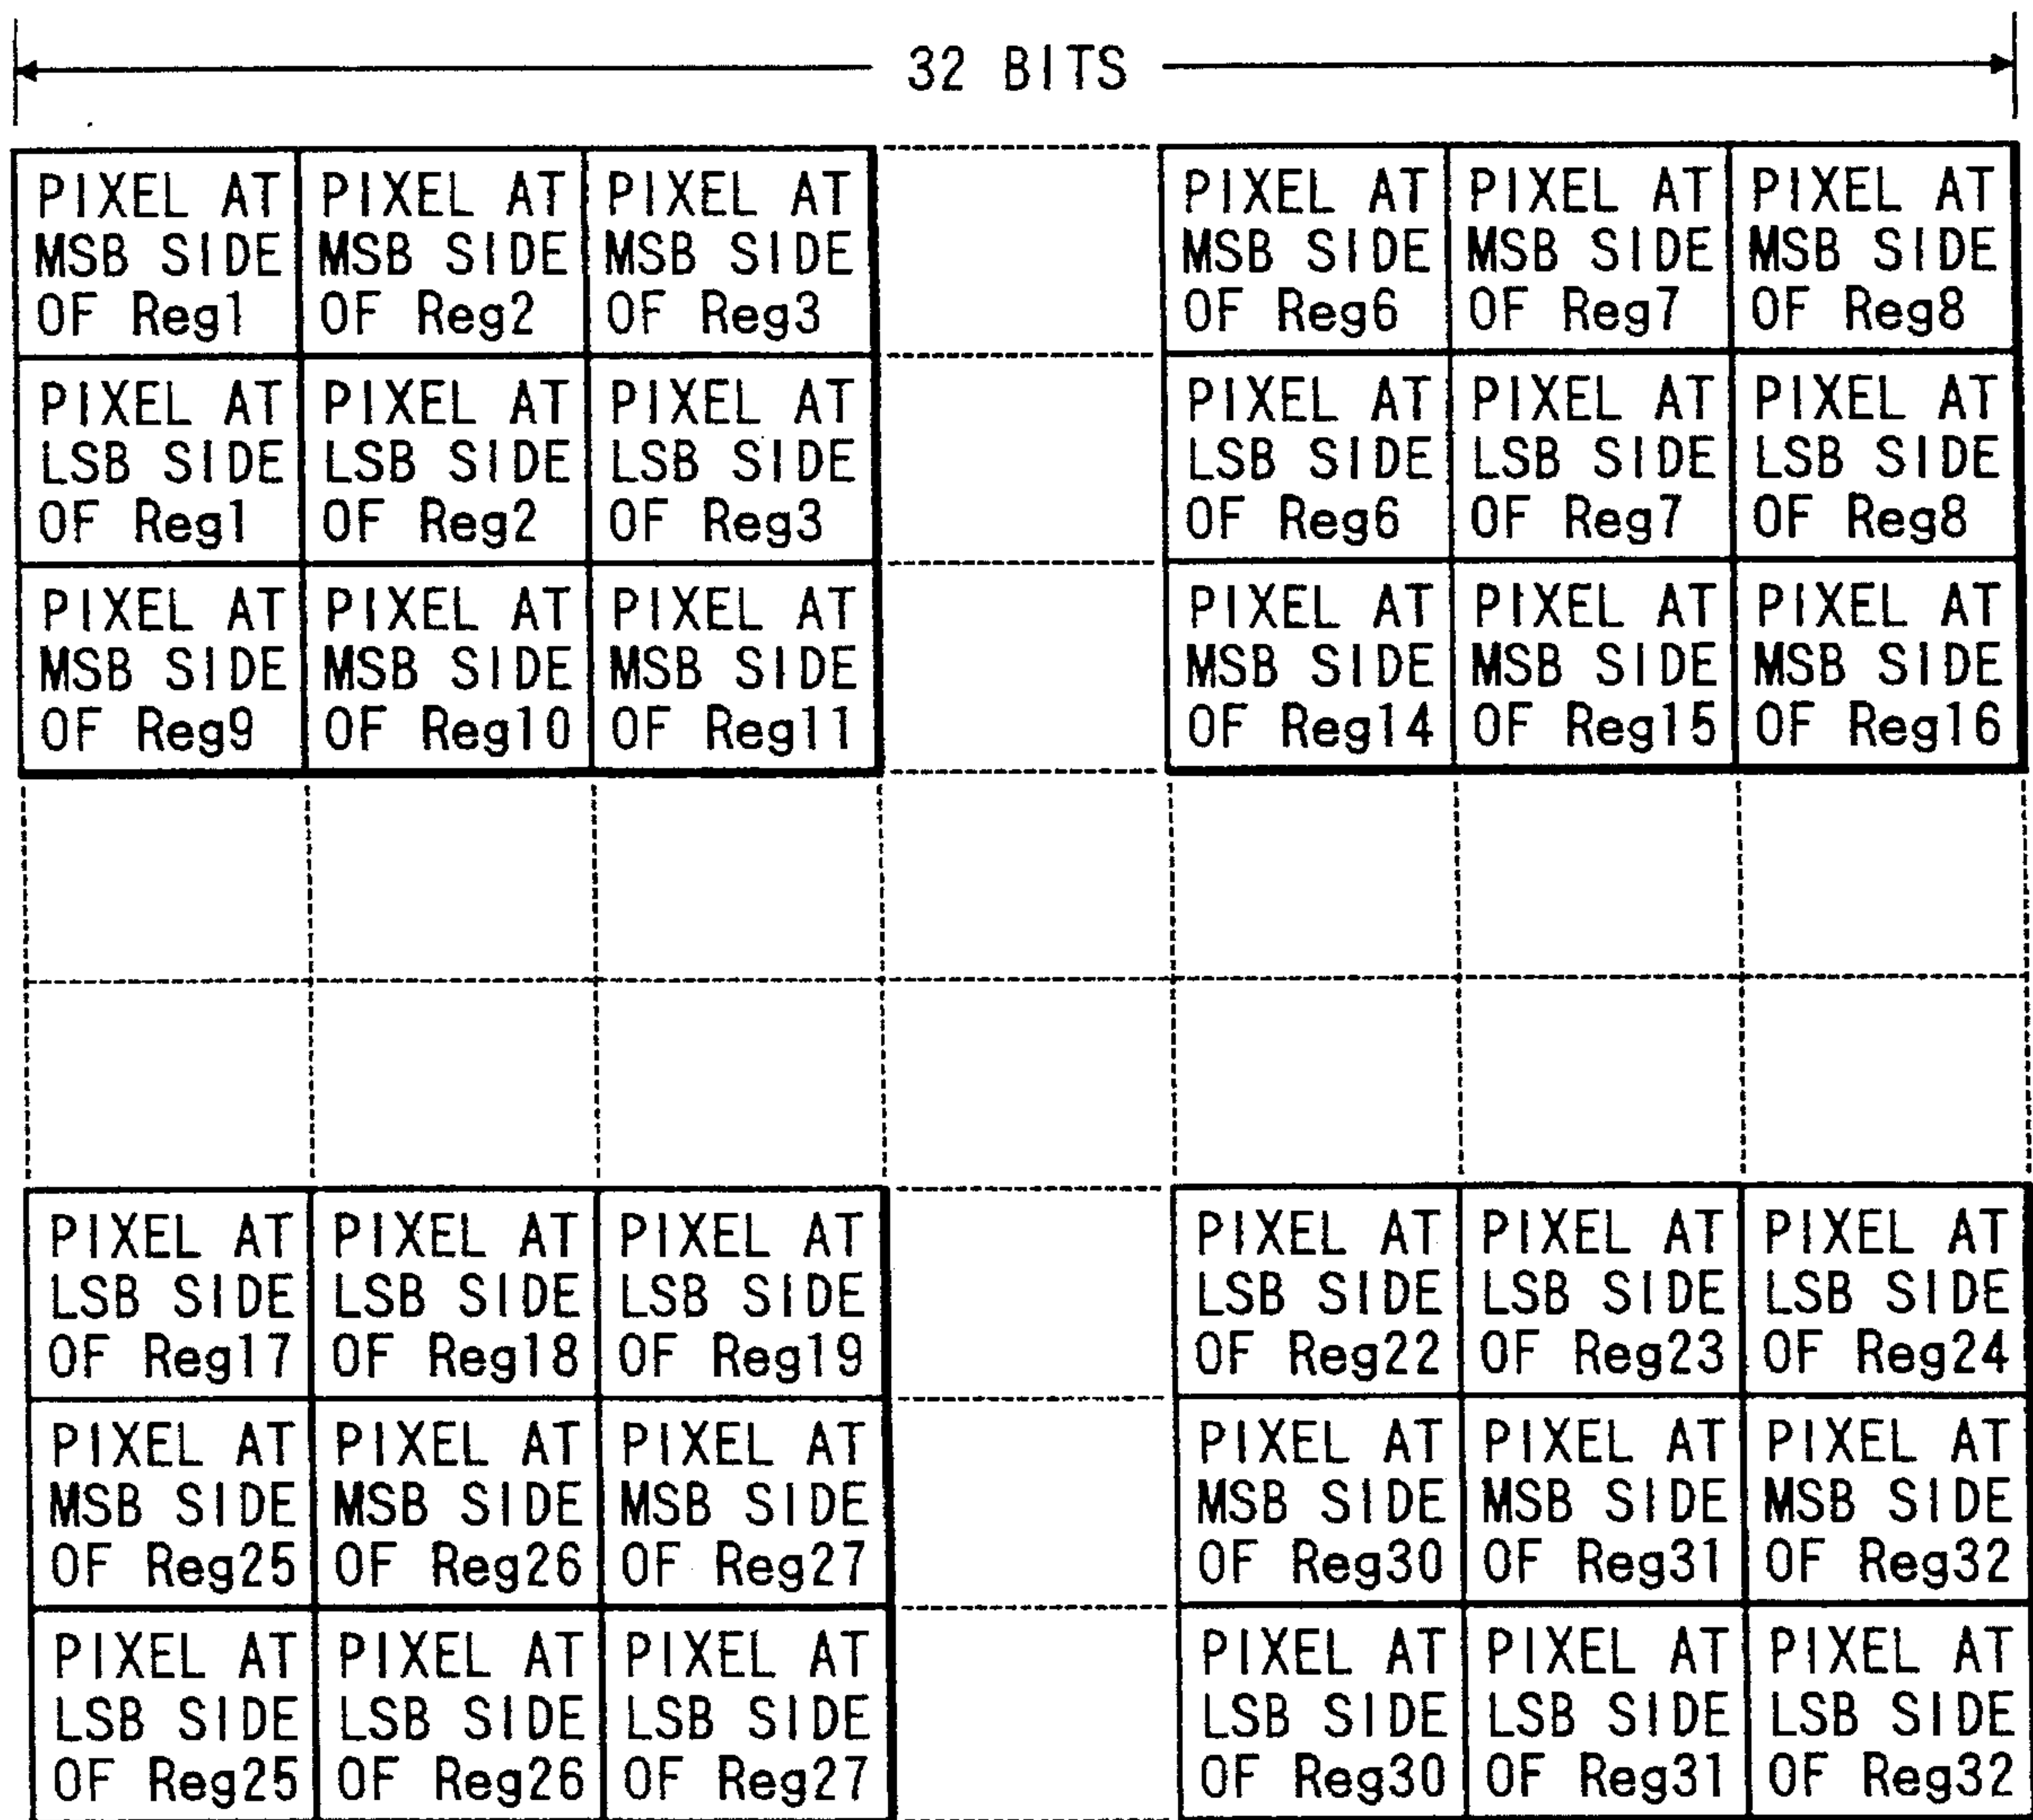 32 BITS
PIXEL AT PIXEL AT PIXEL AT PIXEL AT PIXEL AT PIXEL AT
MSB SIDE MSB SIDE MSB SIDE MSB SIDE MSB SIDE MSB SIDE
OF Reg1 OF Reg2 OF Reg3 OF Reg6 OF Reg7 OF Reg8
PIXEL AT PIXEL AT PIXEL AT PIXEL AT PIXEL AT PIXEL AT
LSB SIDE LSB SIDE LSB SIDE LSB SIDE LSB SIDE LSB SIDE
OF Reg1 OF Reg2 OF Reg3 OF Reg6 OF Reg7 OF Reg8
PIXEL AT PIXEL AT PIXEL AT PIXEL AT PIXEL AT PIXEL AT
MSB SIDE MSB SIDE MSB SIDE MSB SIDE MSB SIDE MSB SIDE
OF Reg9 OF Reg10 OF Reg11 OF Reg14 OF Reg15 OF Reg16
PIXEL AT PIXEL AT PIXEL AT PIXEL AT PIXEL AT PIXEL AT
LSB SIDE LSB SIDE LSB SIDE LSB SIDE LSB SIDE LSB SIDE
OF Reg17 OF Reg18 OF Reg19 OF Reg22 OF Reg23 OF Reg24
PIXEL AT PIXEL AT PIXEL AT PIXEL AT PIXEL AT PIXEL AT
MSB SIDE MSB SIDE MSB SIDE MSB SIDE MSB SIDE MSB SIDE
OF Reg25 OF Reg26 OF Reg27 OF Reg30 OF Reg31 OF Reg32
PIXEL AT PIXEL AT PIXEL AT PIXEL AT PIXEL AT PIXEL AT
LSB SIDE LSB SIDE LSB SIDE LSB SIDE LSB SIDE LSB SIDE
OF Reg25 OF Reg26 OF Reg27 OF Reg30 OF Reg31 OF Reg32